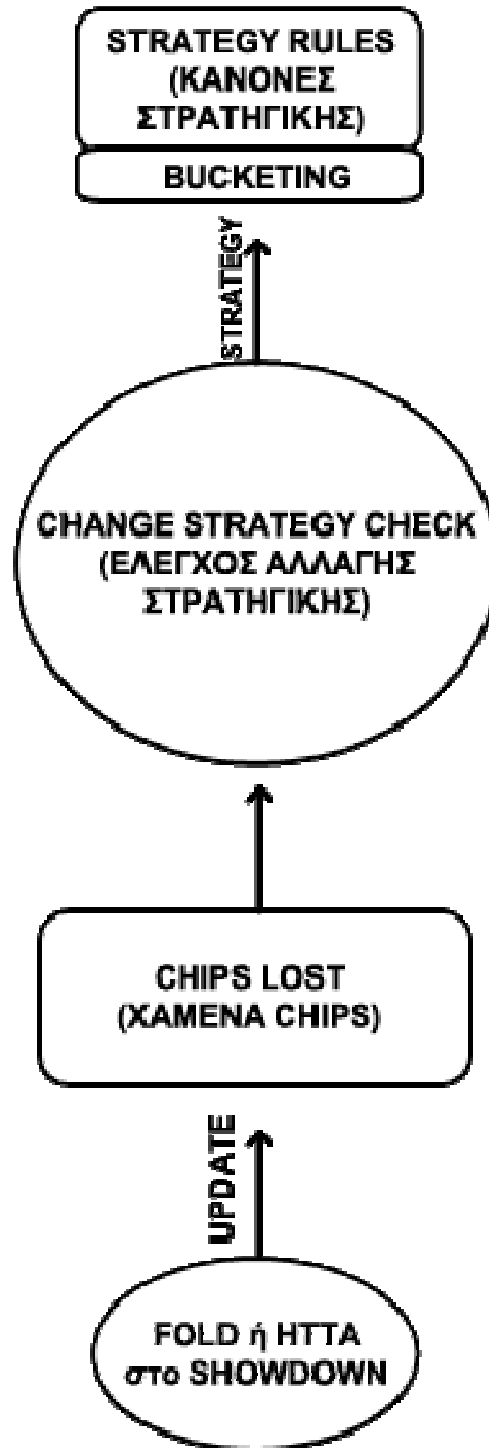 STRATEGY RULES
(ΚΑΝΟΝΕΣ
ΣΤΡΑΤΗΓΙΚΗΣ)
BUCKETING
STRATEGY
CHANGE STRATEGY CHECK
(ΕΛΕΓΧΟΣ ΑΛΛΑΓΗΣ
ΣΤΡΑΤΗΓΙΚΗΣ)
CHIPS LOST
(ΧΑΜΕΝΑ CHIPS)
UPDATE
FOLD ή ΗΤΤΑ
στο SHOWDOWN